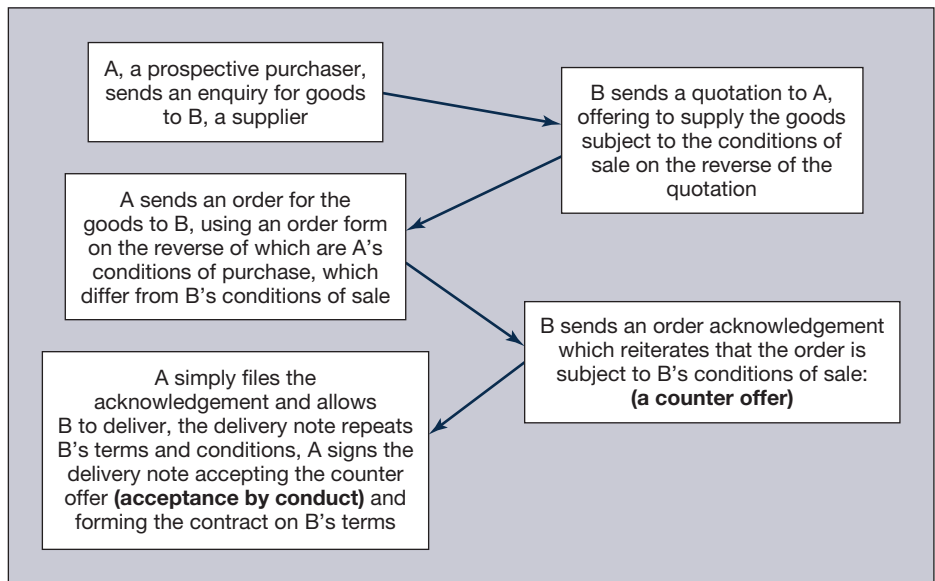 A, a prospective purchaser,
sends an enquiry for goods
to B, a supplier
B sends a quotation to A,
offering to supply the goods
subject to the conditions of
sale on the reverse of the
quotation
A sends an order for the
goods to B, using an order form
on the reverse of which are A's
conditions of purchase, which
differ from B's conditions of sale
B sends an order acknowledgement
which reiterates that the order is
subject to B's conditions of sale:
(a counter offer)
A simply files the
acknowledgement and allows
B to deliver, the delivery note repeats
B's terms and conditions, A signs the
delivery note accepting the counter
offer (acceptance by conduct) and
forming the contract on B's terms